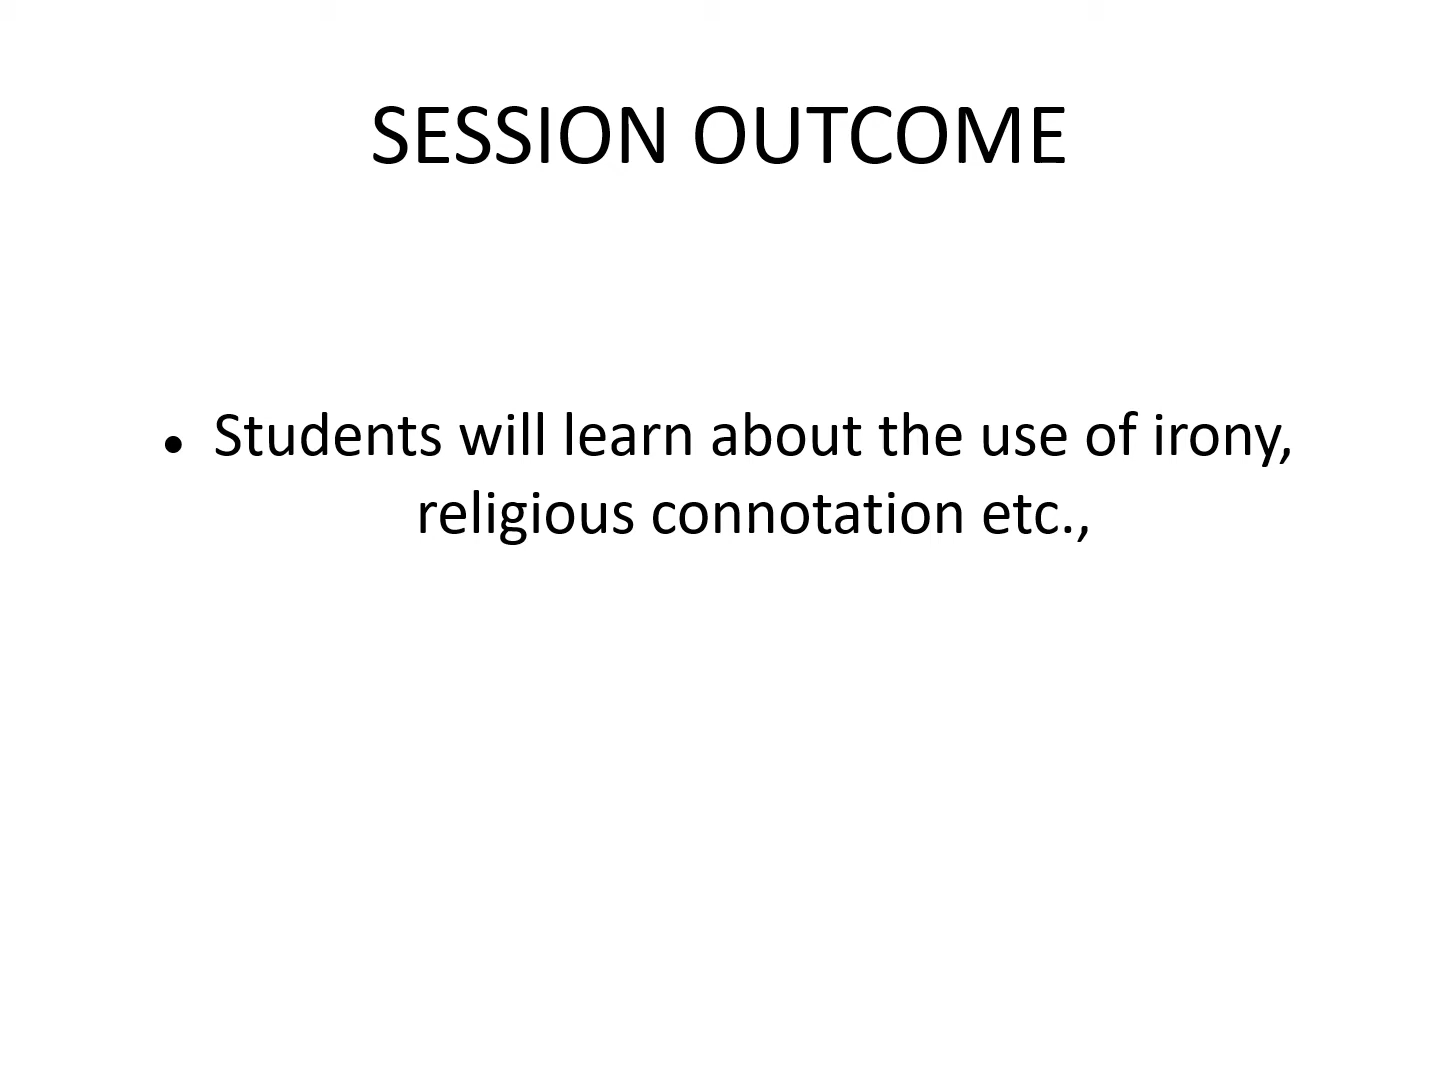 SESSION OUTCOME
• Students will learn about the use of irony,
religious connotation etc.,